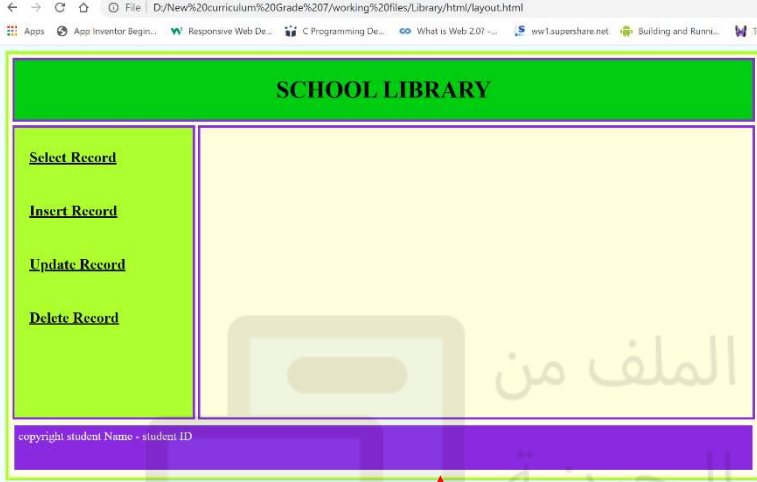 File D:/New%20curriculum%20Grade%207/working%20files/Library/html/layout.html
Apps App Inventor Begin... Responsive Web De... C Programming De... What is Web 2.0? -... ww1.supershare.net Building and Runni...
SCHOOL LIBRARY
Select Record
Insert Record
Update Record
Delete Record
الملف من
copyright student Name - student ID